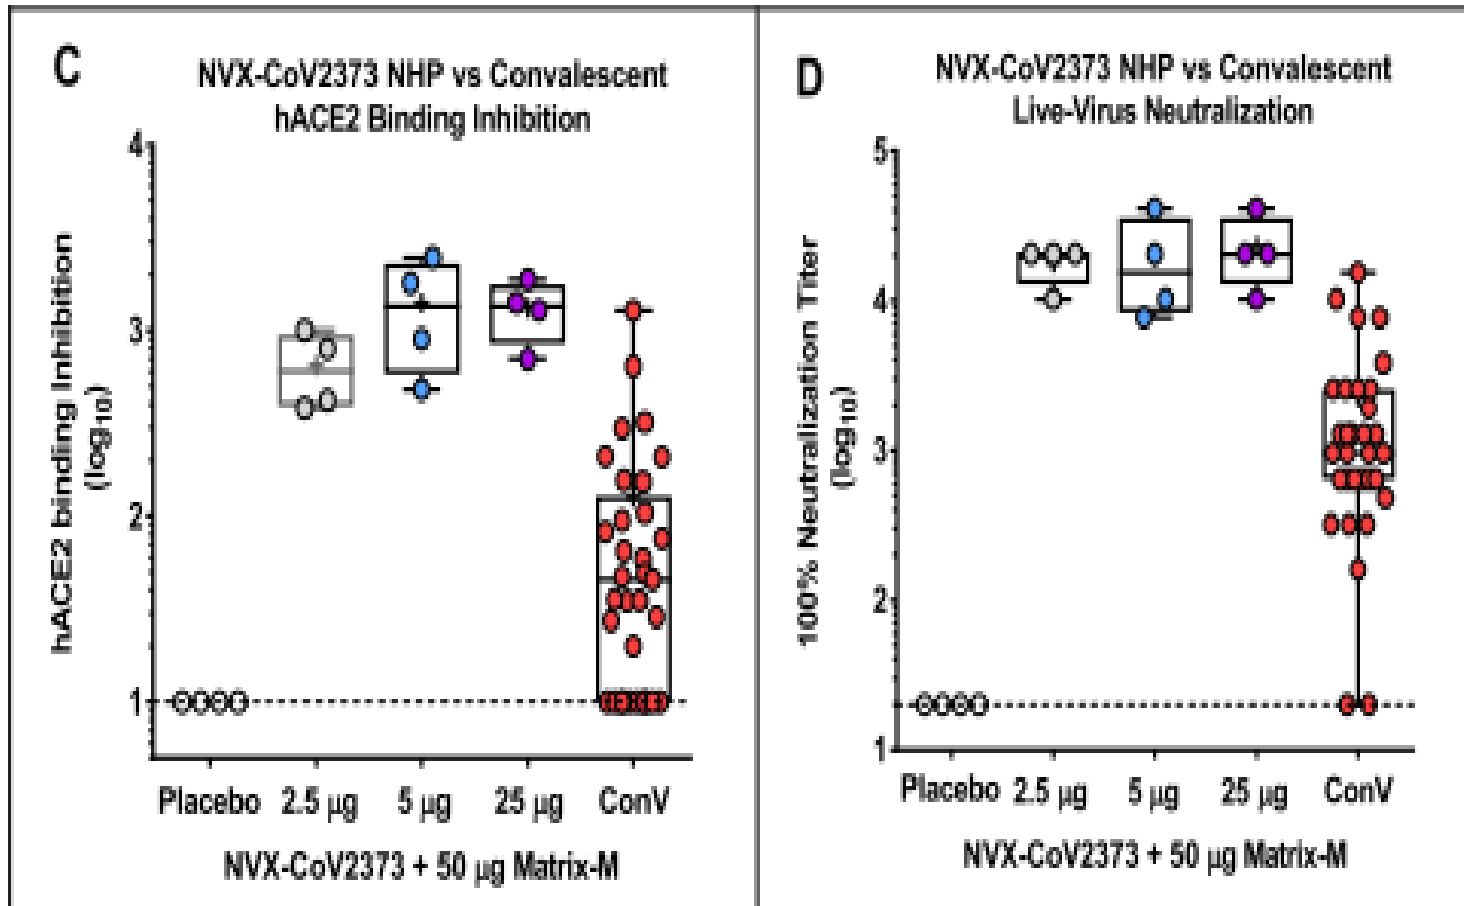 C
NVX-CoV2373 NHP vs Convalescent
hACE2 Binding Inhibition
hACE2 binding Inhibition
(log10)
4
3
2
1
Placebo 2.5 µg 5 µg 25 µg ConV
NVX-CoV2373 + 50 µg Matrix-M
D
NVX-CoV2373 NHP vs Convalescent
Live-Virus Neutralization
100% Neutralization Titer
(log10)
5
4
3
2
1
Placebo 2.5 µg 5 µg 25 µg ConV
NVX-CoV2373 + 50 µg Matrix-M